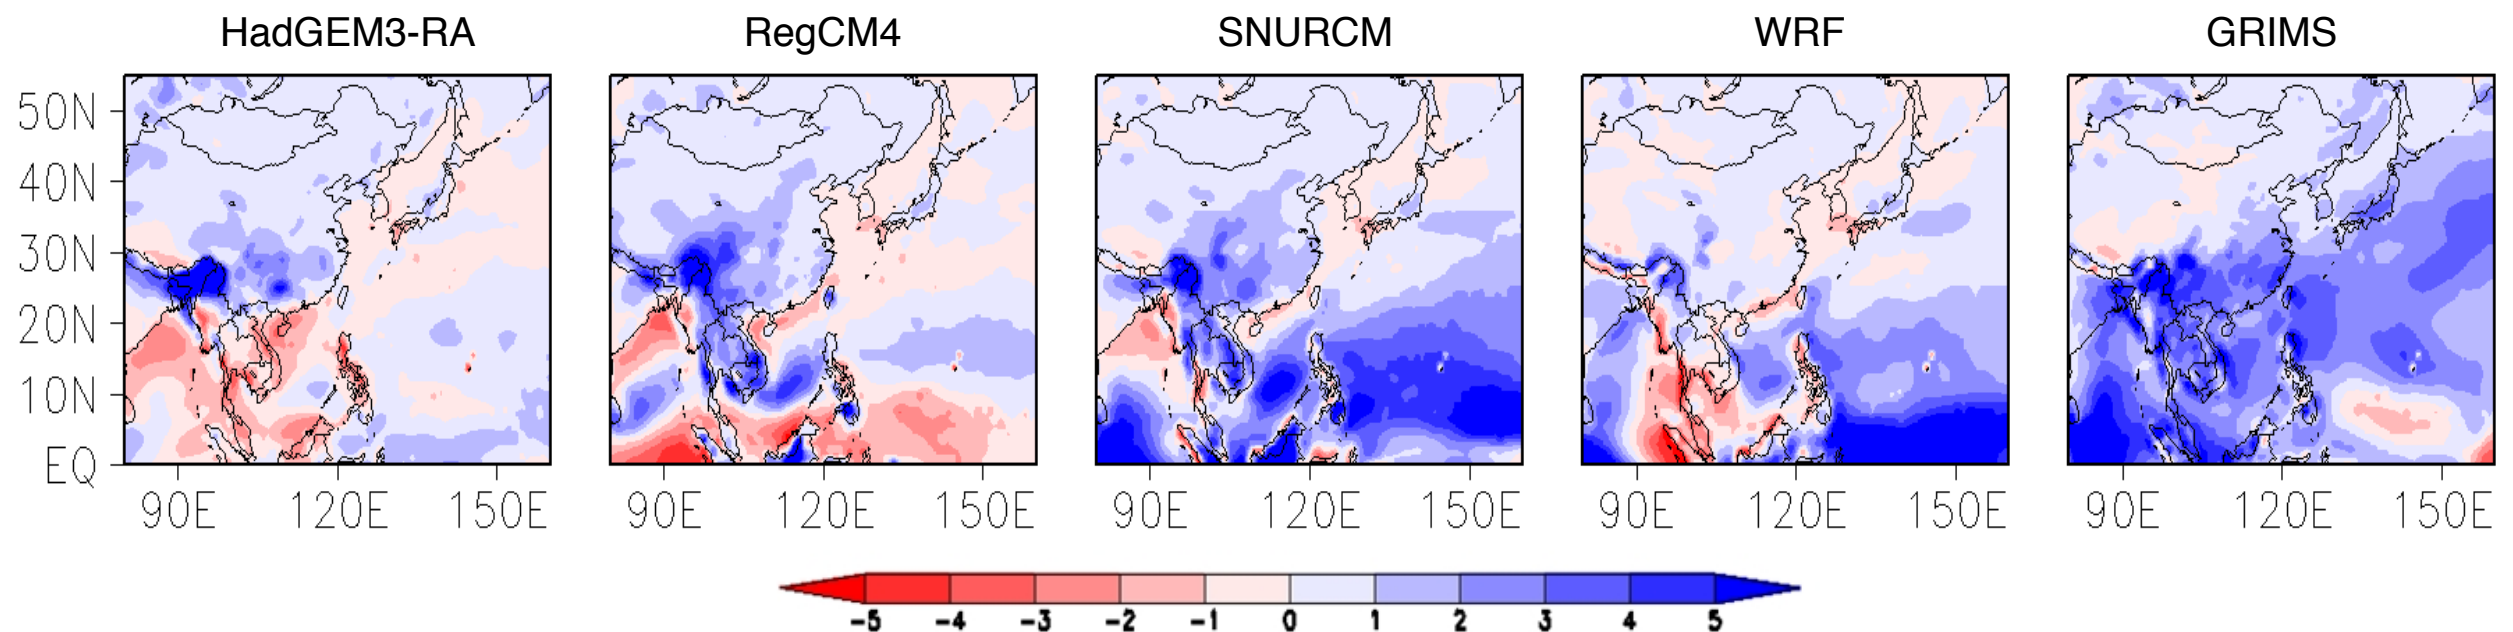 HadGEM3-RA RegCM4 SNURCM WRF GRIMS
50N
40N
30N
20N
10N
EQ
90E 120E 150E 90E 120E 150E 90E 120E 150E 90E 120E 150E 90E 120E 150E
-5 -4 -3 -2 -1 0 1 2 3 4 5